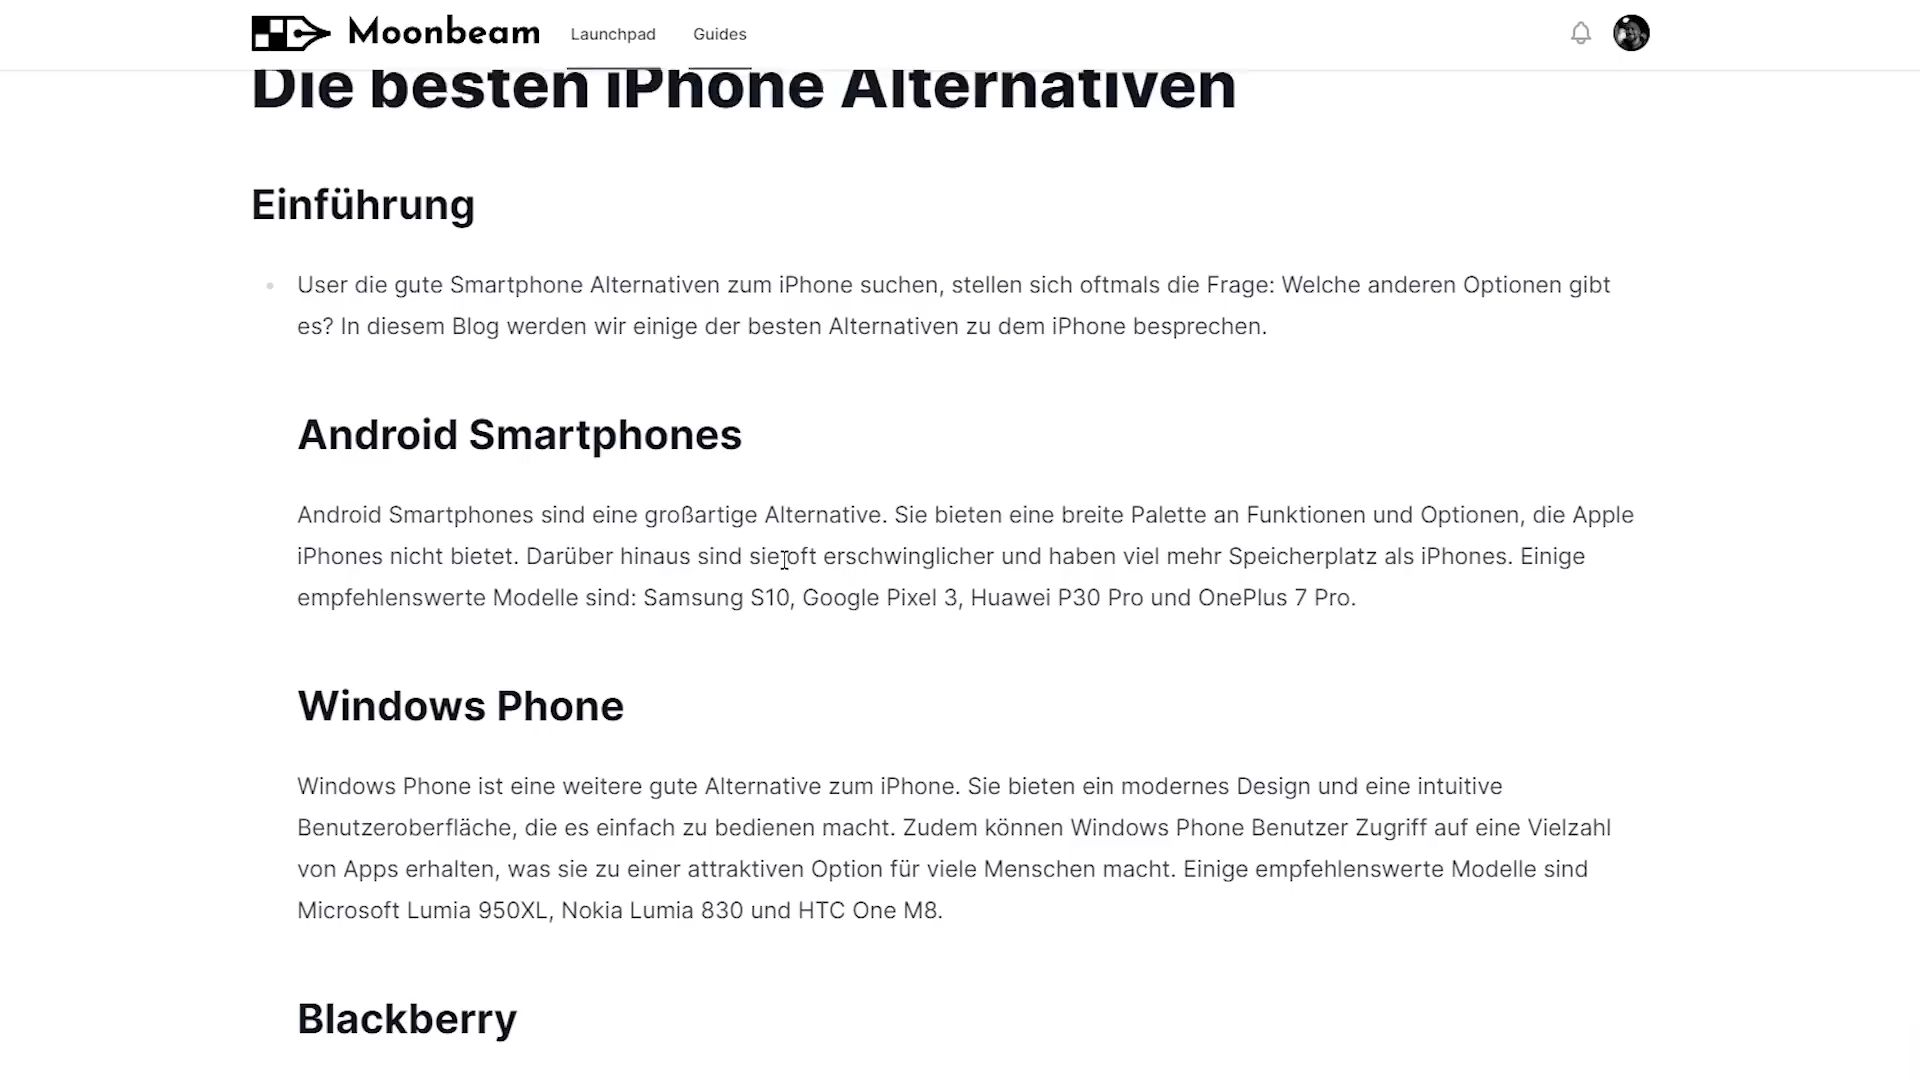 Moonbeam Launchpad Guides
Die besten iPhone Alternativen
Einführung
User die gute Smartphone Alternativen zum iPhone suchen, stellen sich oftmals die Frage: Welche anderen Optionen gibt
es? In diesem Blog werden wir einige der besten Alternativen zu dem iPhone besprechen.
Android Smartphones
Android Smartphones sind eine großartige Alternative. Sie bieten eine breite Palette an Funktionen und Optionen, die Apple
iPhones nicht bietet. Darüber hinaus sind sie oft erschwinglicher und haben viel mehr Speicherplatz als iPhones. Einige
empfehlenswerte Modelle sind: Samsung S10, Google Pixel 3, Huawei P30 Pro und OnePlus 7 Pro.
Windows Phone
Windows Phone ist eine weitere gute Alternative zum iPhone. Sie bieten ein modernes Design und eine intuitive
Benutzeroberfläche, die es einfach zu bedienen macht. Zudem können Windows Phone Benutzer Zugriff auf eine Vielzahl
von Apps erhalten, was sie zu einer attraktiven Option für viele Menschen macht. Einige empfehlenswerte Modelle sind
Microsoft Lumia 950XL, Nokia Lumia 830 und HTC One M8.
Blackberry